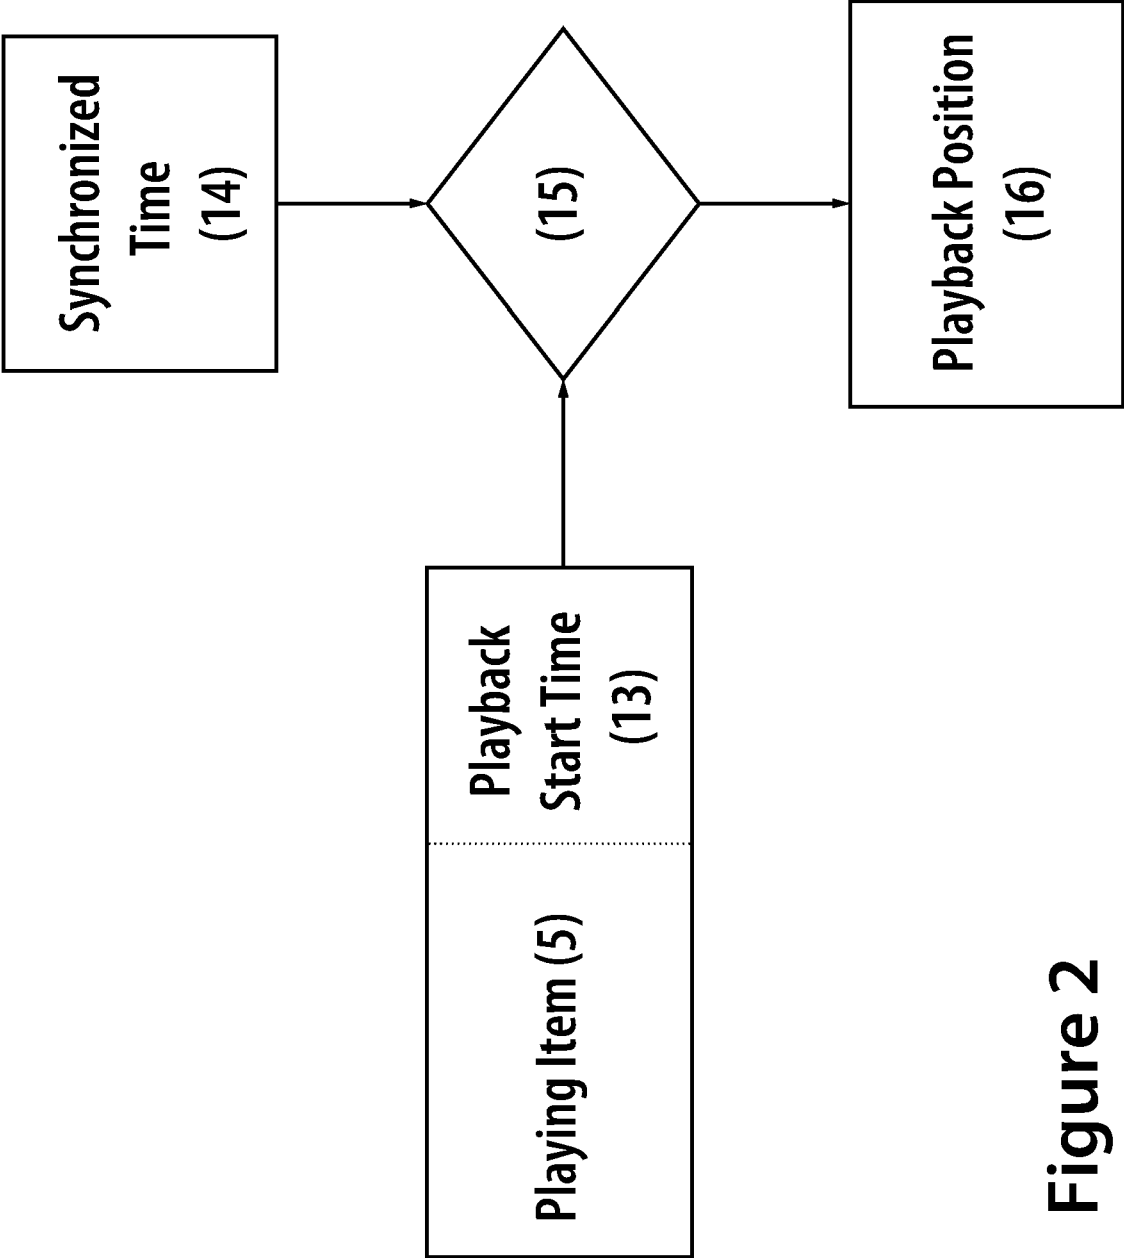 Synchronized
Time
(14)
Playing Item (5)
Playback
Start Time
(13)
(15)
Playback Position
(16)
Figure 2